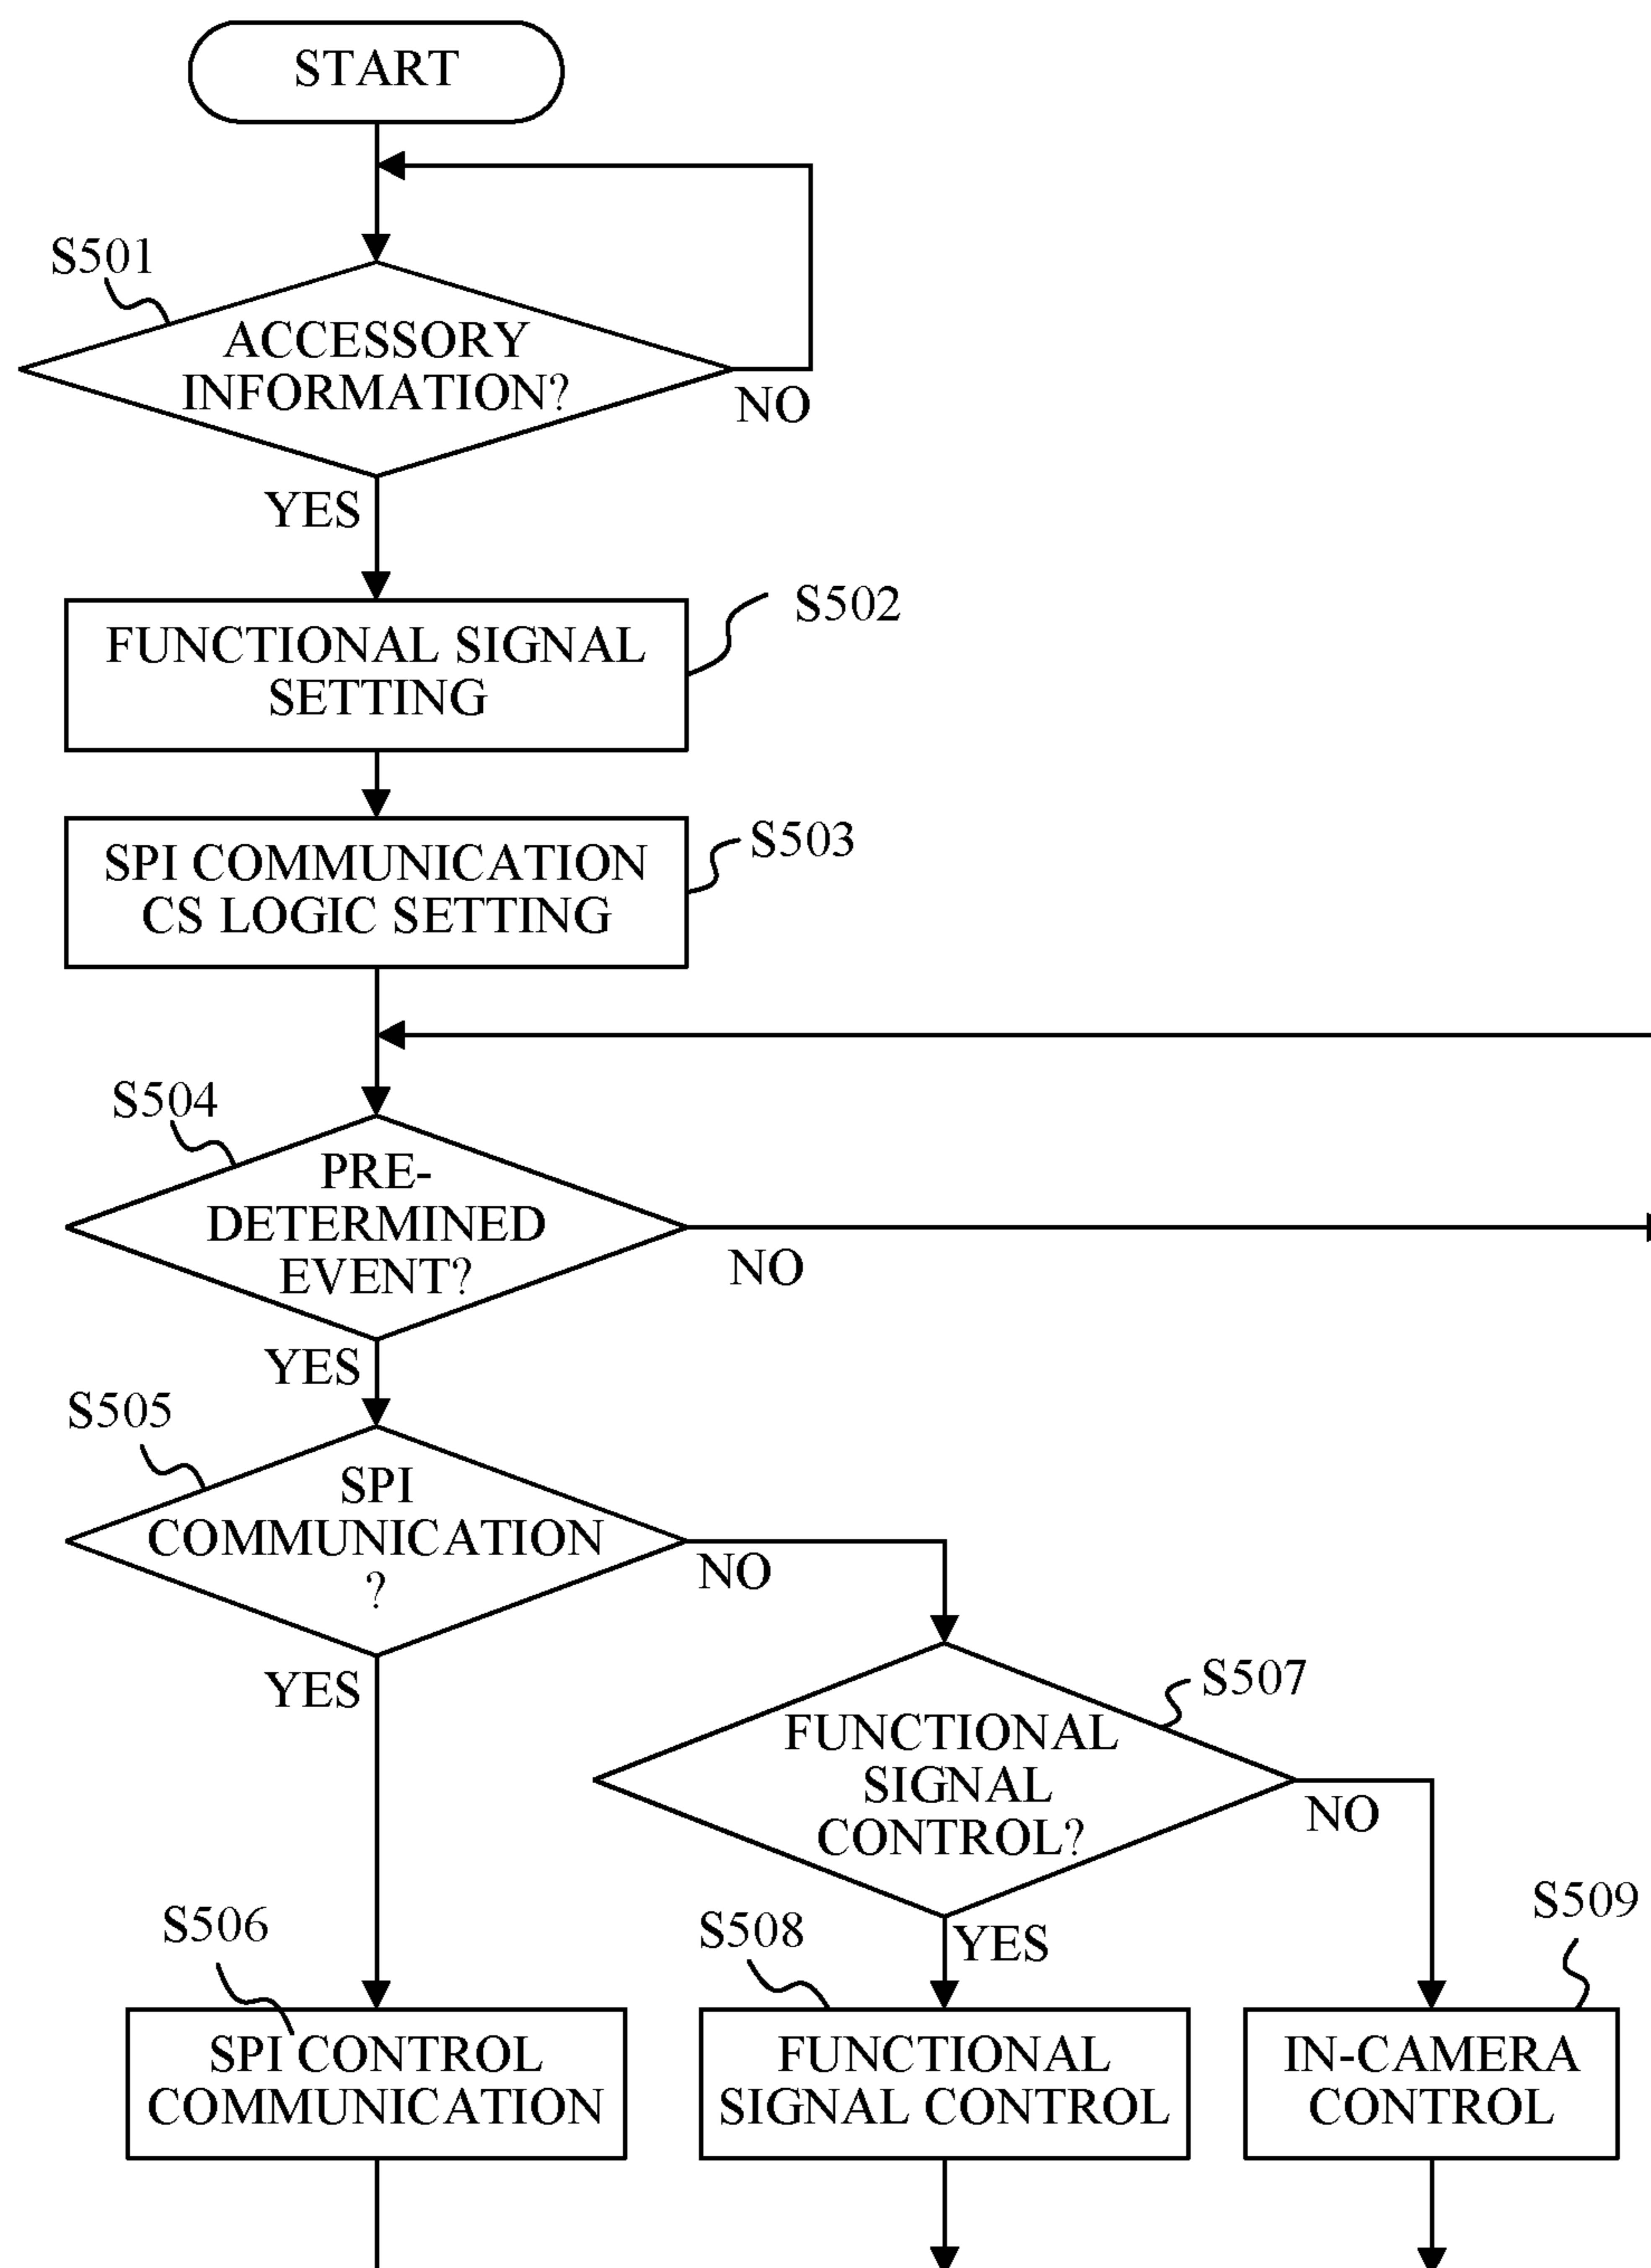 START
S501
ACCESSORY
INFORMATION?
NO
YES
S502
FUNCTIONAL SIGNAL
SETTING
S503
SPI COMMUNICATION
CS LOGIC SETTING
S504
PRE-
DETERMINED
EVENT?
NO
YES
S505
SPI
COMMUNICATION
?
NO
YES
S507
FUNCTIONAL
SIGNAL
CONTROL?
NO
YES
S506
SPI CONTROL
COMMUNICATION
S508
FUNCTIONAL
SIGNAL CONTROL
S509
IN-CAMERA
CONTROL